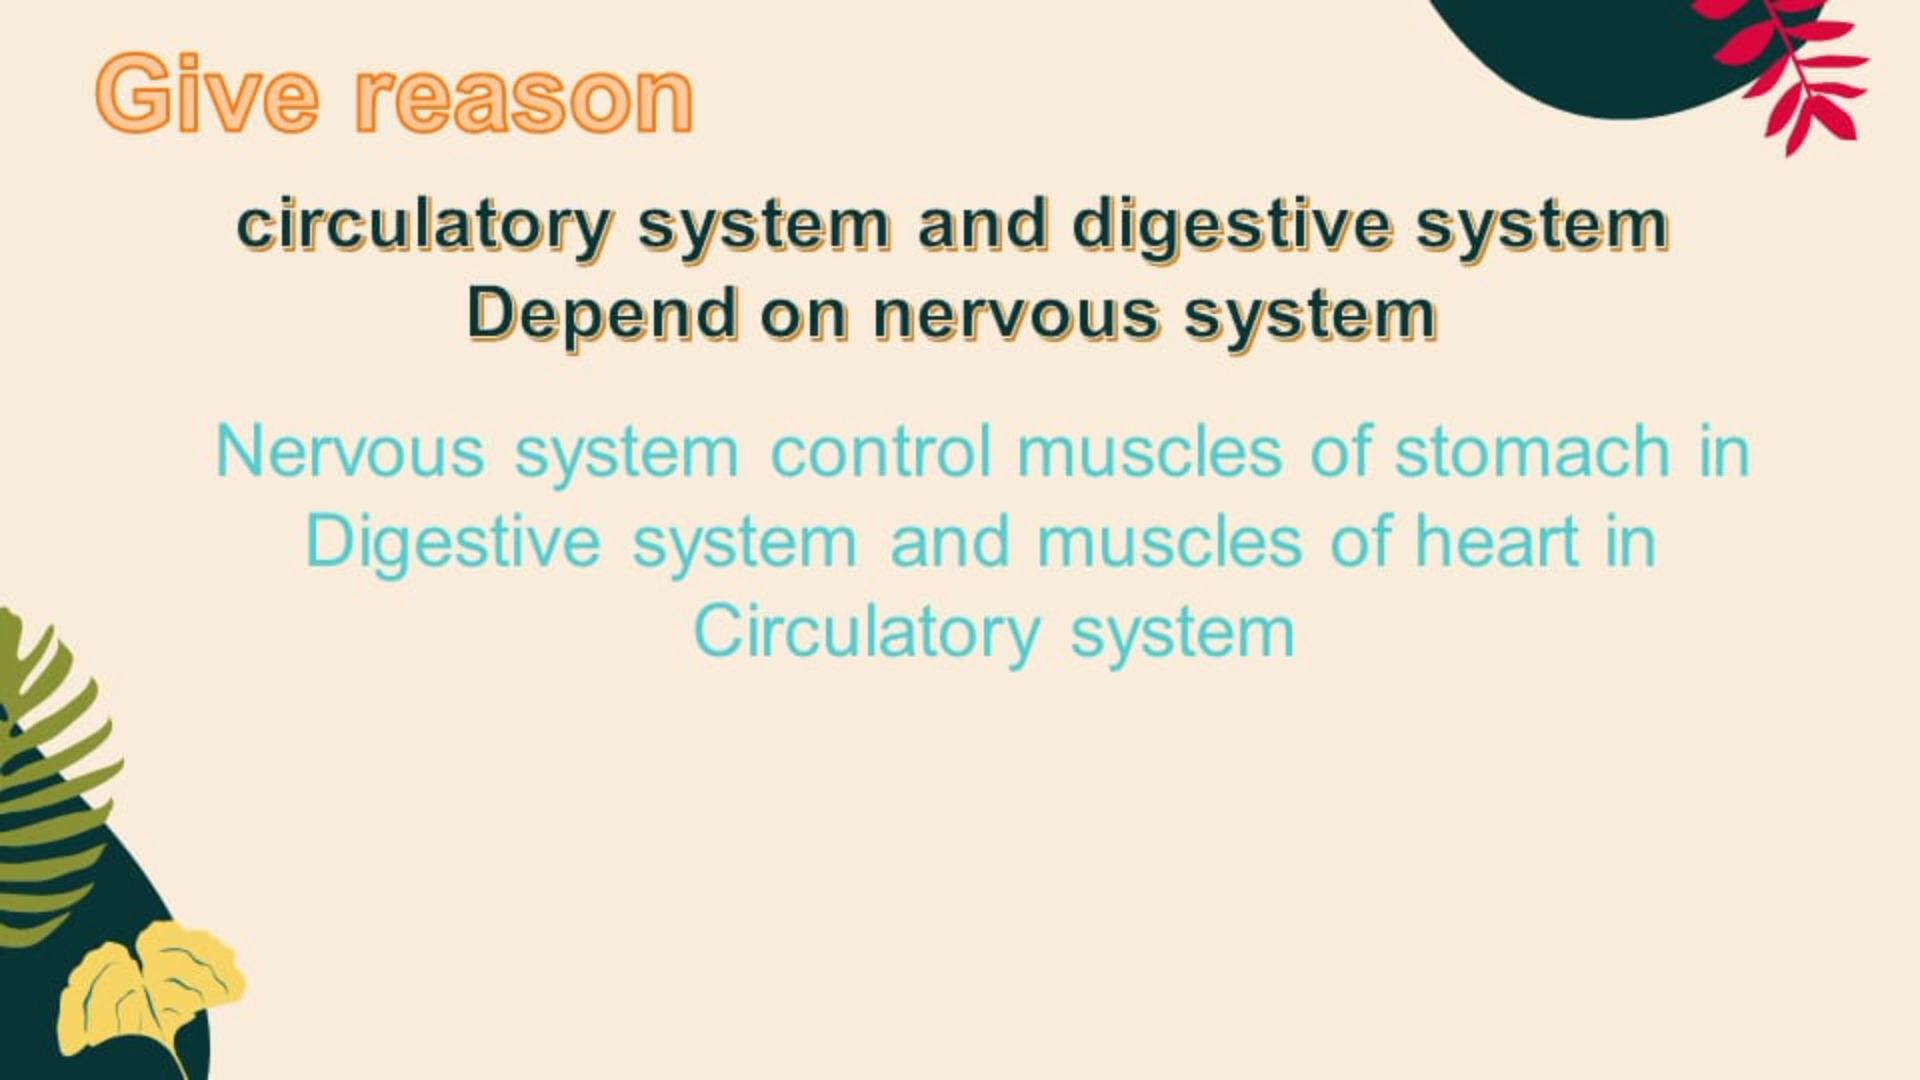 Give reason
circulatory system and digestive system
Depend on nervous system
Nervous system control muscles of stomach in
Digestive system and muscles of heart in
Circulatory system